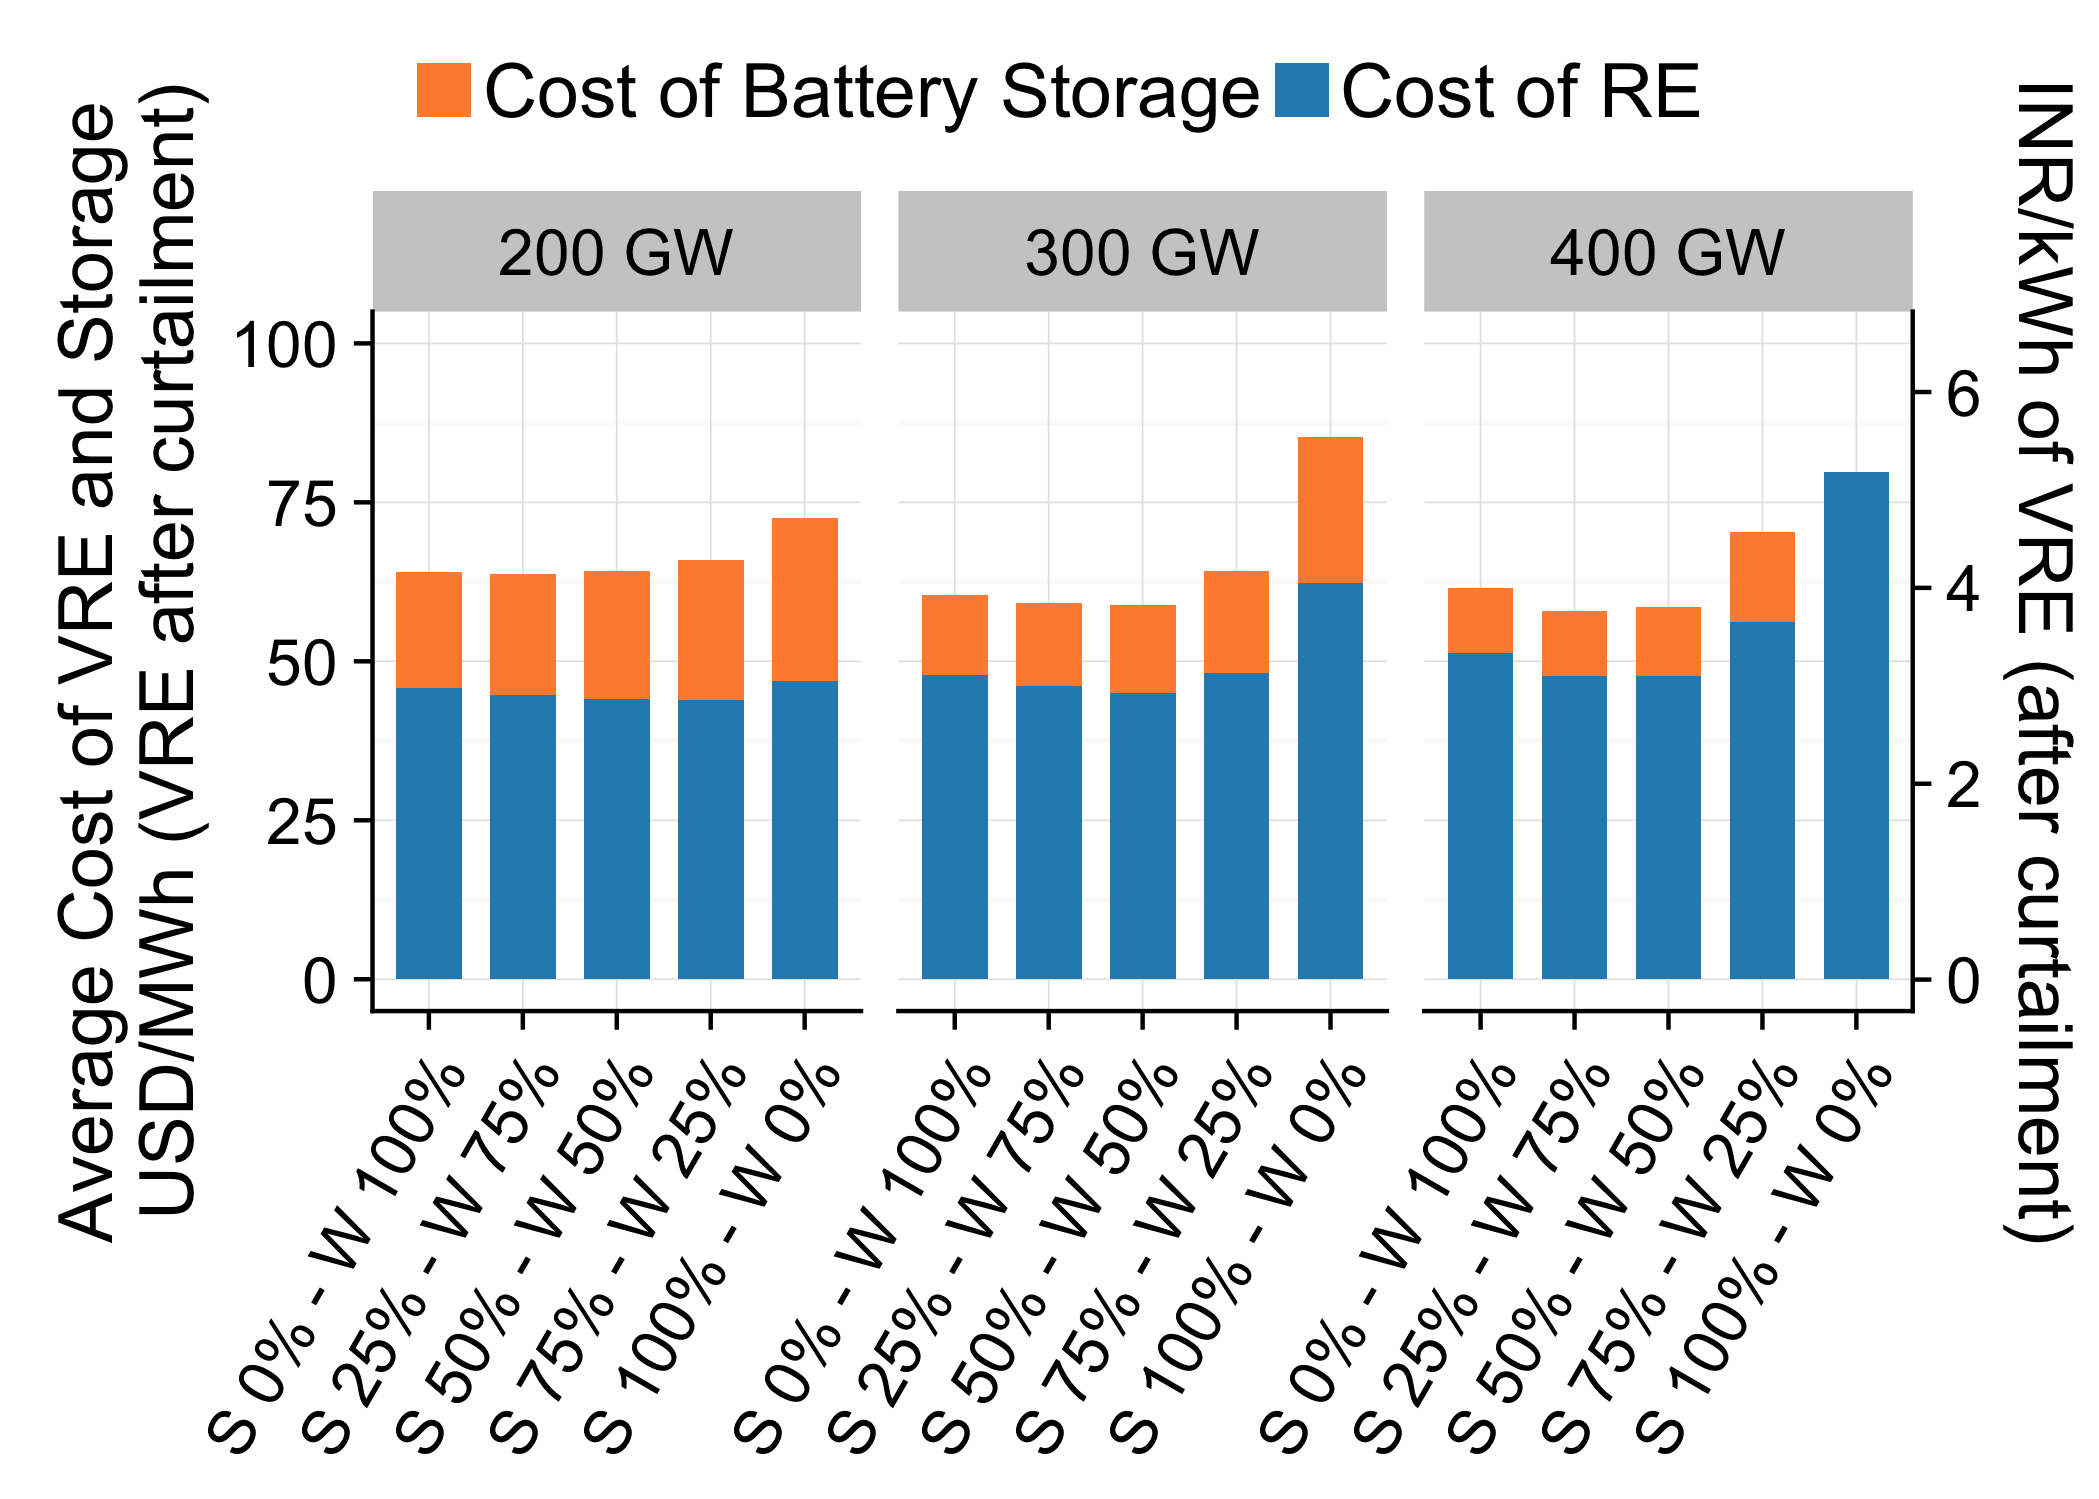 Cost of Battery Storage Cost of RE
Average Cost of VRE and Storage
USD/MWh (VRE after curtailment)
200 GW 300 GW 400 GW
100
75
50
25
0
6
4
2
0
INR/kWh of VRE (after curtailment)
S 0% - W 100%
S 25% - W 75%
S 50% - W 50%
S 75% - W 25%
S 100% - W 0%
S 0% - W 100%
S 25% - W 75%
S 50% - W 50%
S 75% - W 25%
S 100% - W 0%
S 0% - W 100%
S 25% - W 75%
S 50% - W 50%
S 75% - W 25%
S 100% - W 0%